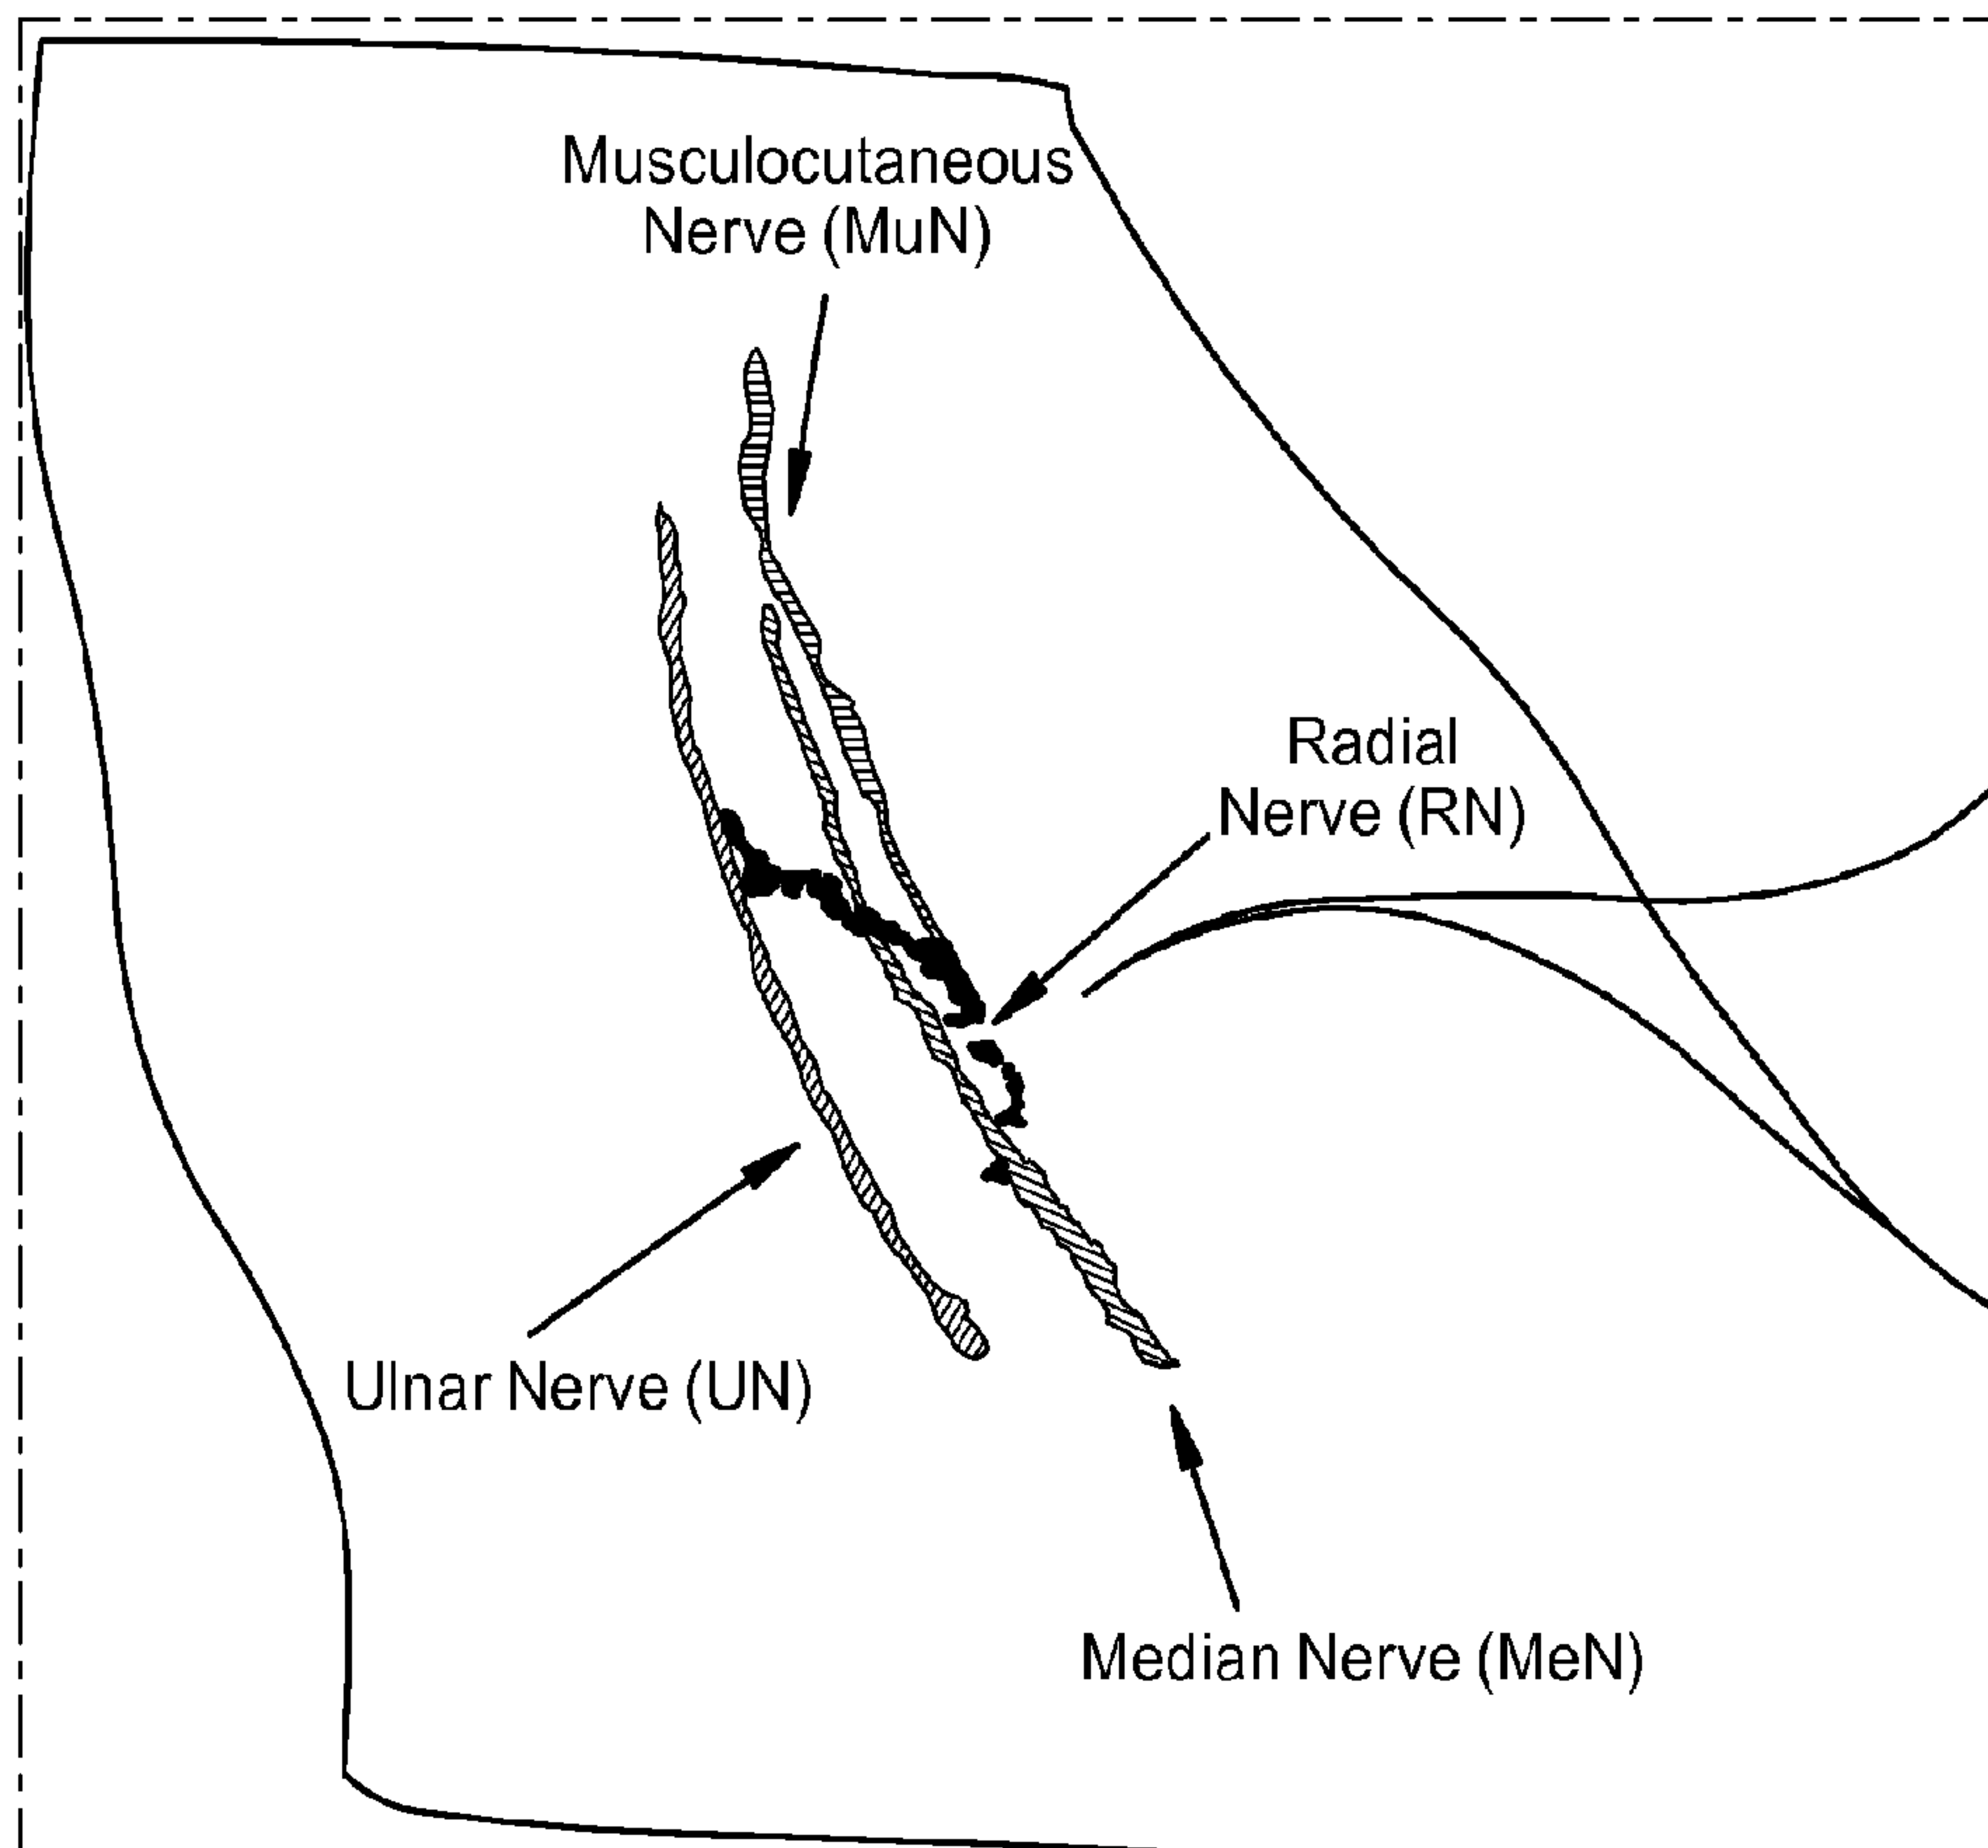 Musculocutaneous
Nerve (MuN)
Radial
Nerve (RN)
Ulnar Nerve (UN)
Median Nerve (MeN)